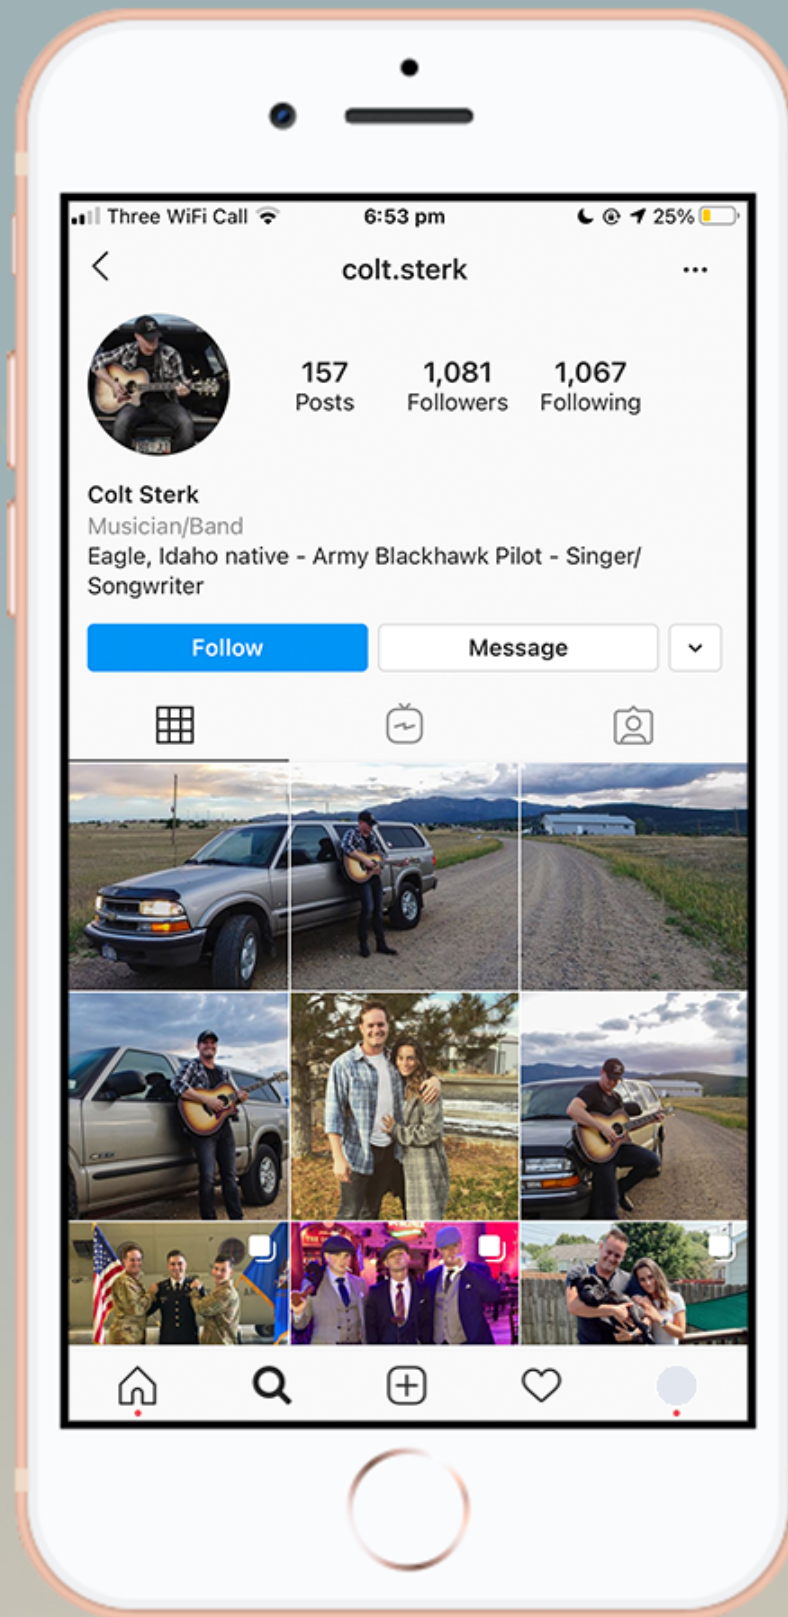 Three WiFi Call
6:53 pm
25%
colt.sterk
157
1,081
1,067
Posts
Followers
Following
Colt Sterk
Musician/Band
Eagle, Idaho native - Army Blackhawk Pilot - Singer/
Songwriter
Follow
Message